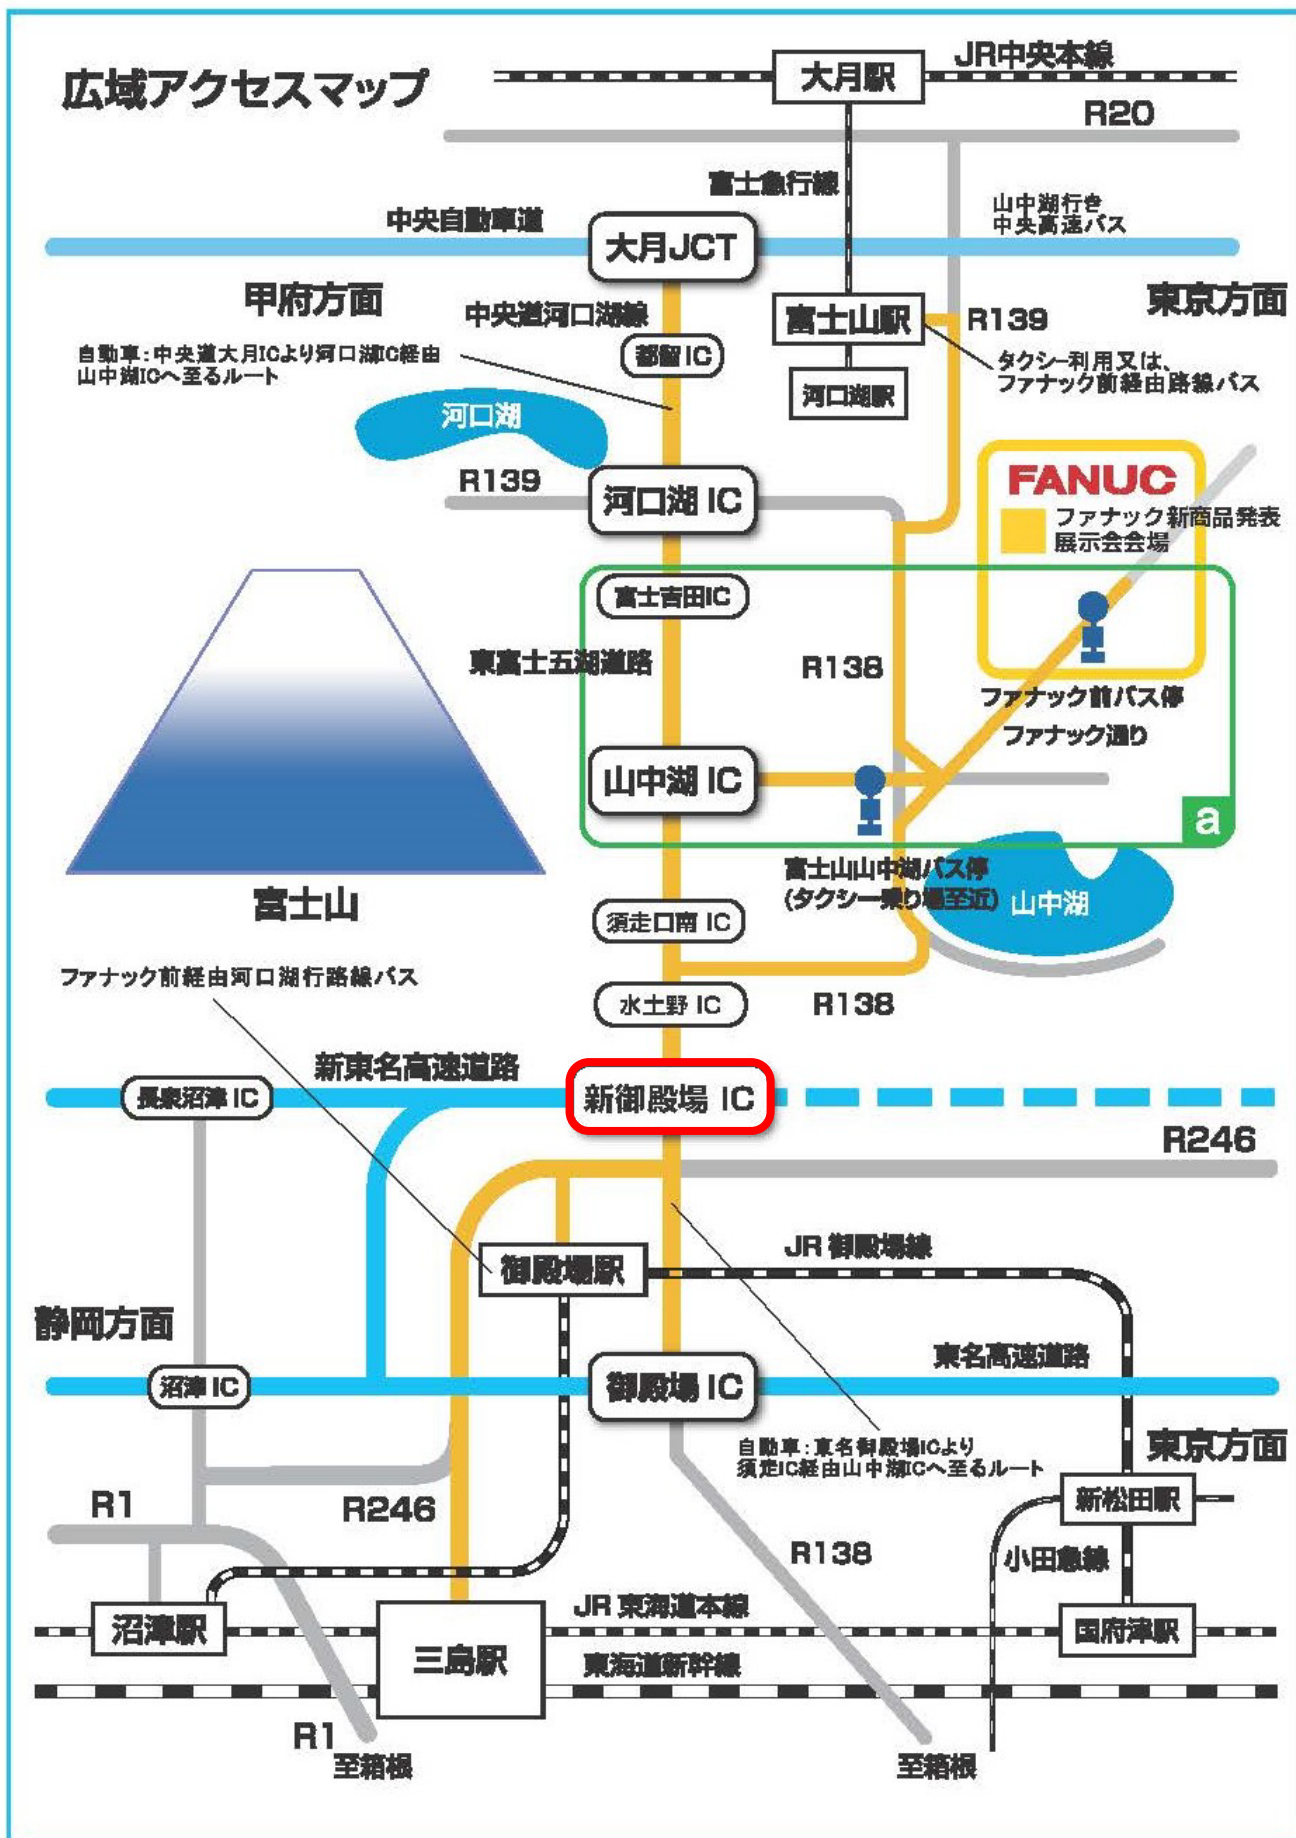 広域アクセスマップ
大月駅
JR中央本線
R20
富士急行線
山中湖行き
中央高速バス
中央自動車道
大月JCT
甲府方面
東京方面
中央道河口湖線
富士山駅
R139
自動車:中央道大月ICより河口湖IC経由
山中湖ICへ至るルート
都留 IC
タクシー利用又は、
ファナック前経由路線バス
河口湖駅
河口湖
R139
河口湖 IC
FANUC
ファナック新商品発表
展示会会場
富士吉田IC
東富士五湖道路
R138
ファナック前バス停
ファナック通り
山中湖 IC
a
富士山
富士山山中湖バス停
(タクシー乗り場至近)
山中湖
須走口南 IC
ファナック前経由河口湖行路線バス
水土野 IC
R138
新東名高速道路
長泉沼津 IC
新御殿場 IC
R246
御殿場駅
JR 御殿場線
静岡方面
沼津 IC
御殿場 IC
東名高速道路
東京方面
自動車:東名御殿場ICより
須走IC経由山中湖ICへ至るルート
R1
R246
新松田駅
小田急線
R138
沼津駅
三島駅
JR 東海道本線
国府津駅
東海道新幹線
R1
至箱根
至箱根